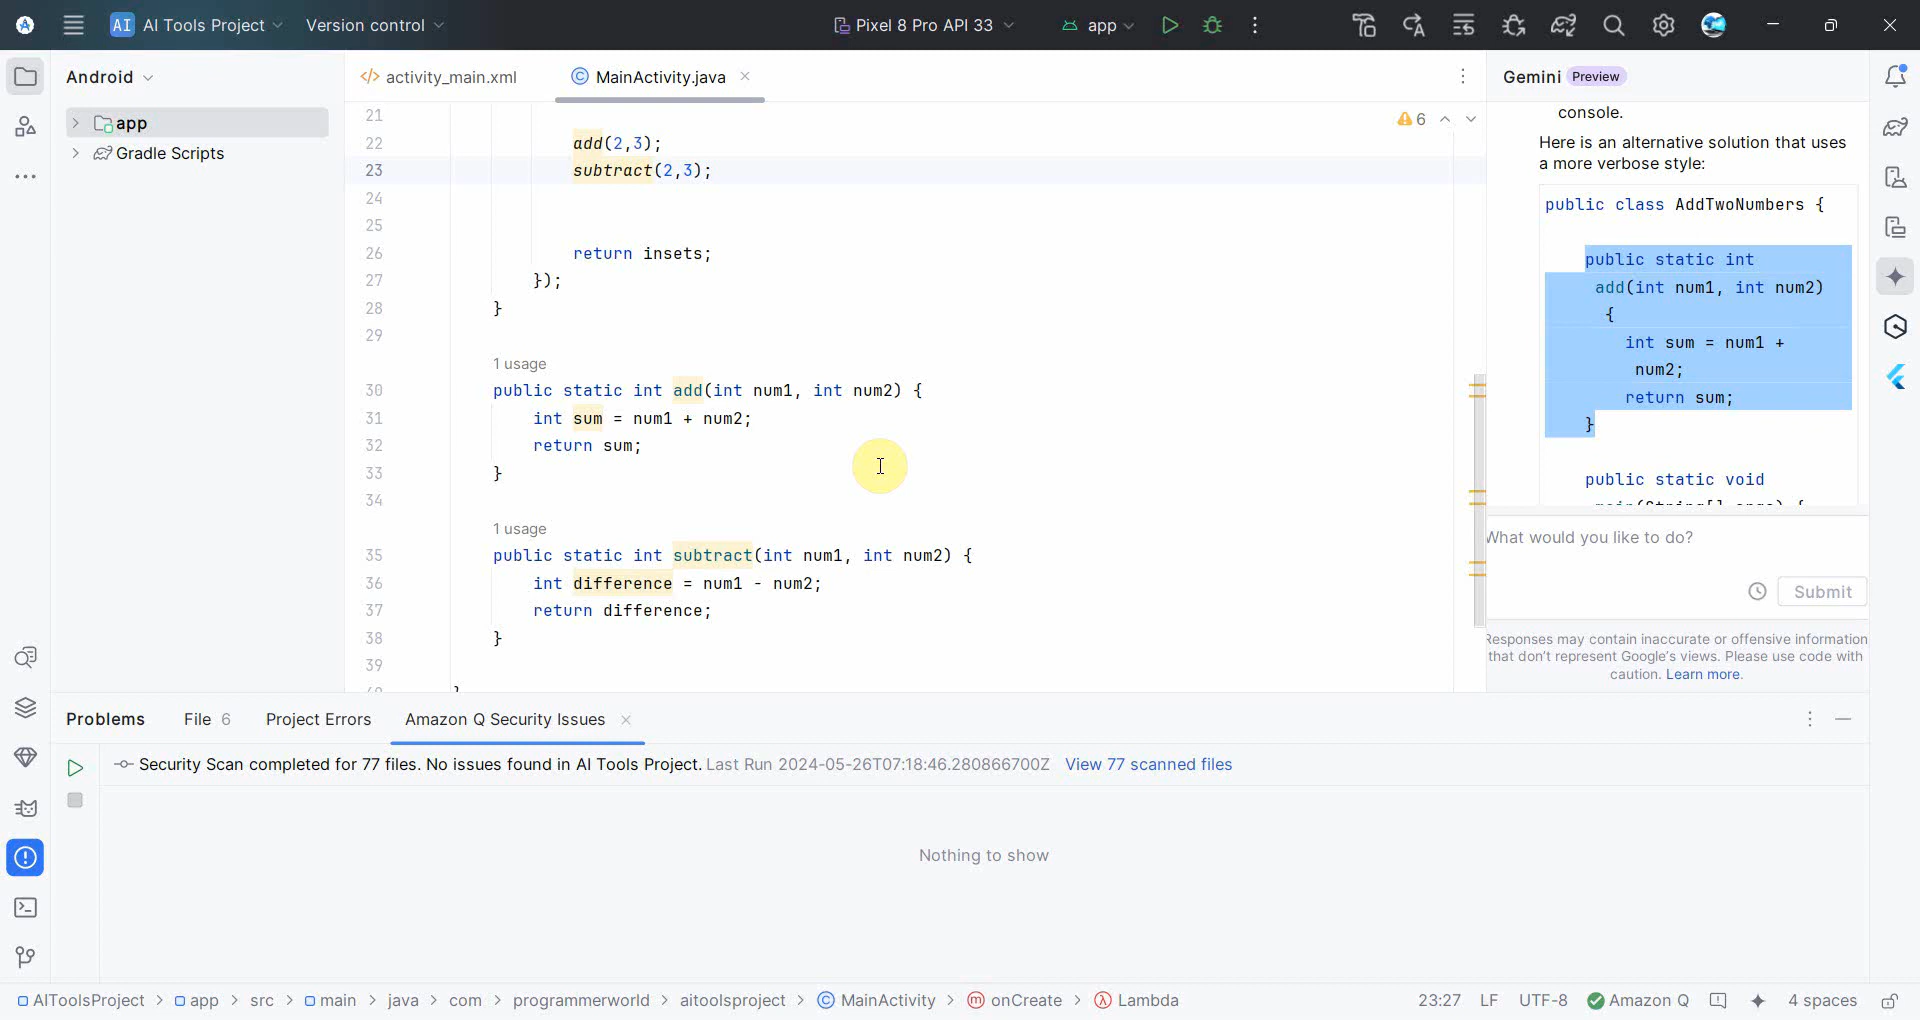 AI AI Tools Project Version control Pixel 8 Pro API 33 app
Android activity_main.xml MainActivity.java Gemini Preview
app
Gradle Scripts
21
22 add(2,3);
23 subtract(2,3);
24
25
26 return insets;
27 });
28 }
29
1 usage
30 public static int add(int num1, int num2) {
31 int sum = num1 + num2;
32 return sum;
33 }
34
1 usage
35 public static int subtract(int num1, int num2) {
36 int difference = num1 - num2;
37 return difference;
38 }
39
6
console.
Here is an alternative solution that uses
a more verbose style:
public class AddTwoNumbers {
public static int
add(int num1, int num2)
{
int sum = num1 +
num2;
return sum;
}
public static void
What would you like to do?
Submit
Responses may contain inaccurate or offensive information
that don't represent Google's views. Please use code with
caution. Learn more.
Problems File 6 Project Errors Amazon Q Security Issues
Security Scan completed for 77 files. No issues found in AI Tools Project. Last Run 2024-05-26T07:18:46.280866700Z View 77 scanned files
Nothing to show
AIToolsProject > app > src > main > java > com > programmerworld > aitoolsproject > MainActivity > onCreate > Lambda 23:27 LF UTF-8 Amazon Q 4 spaces